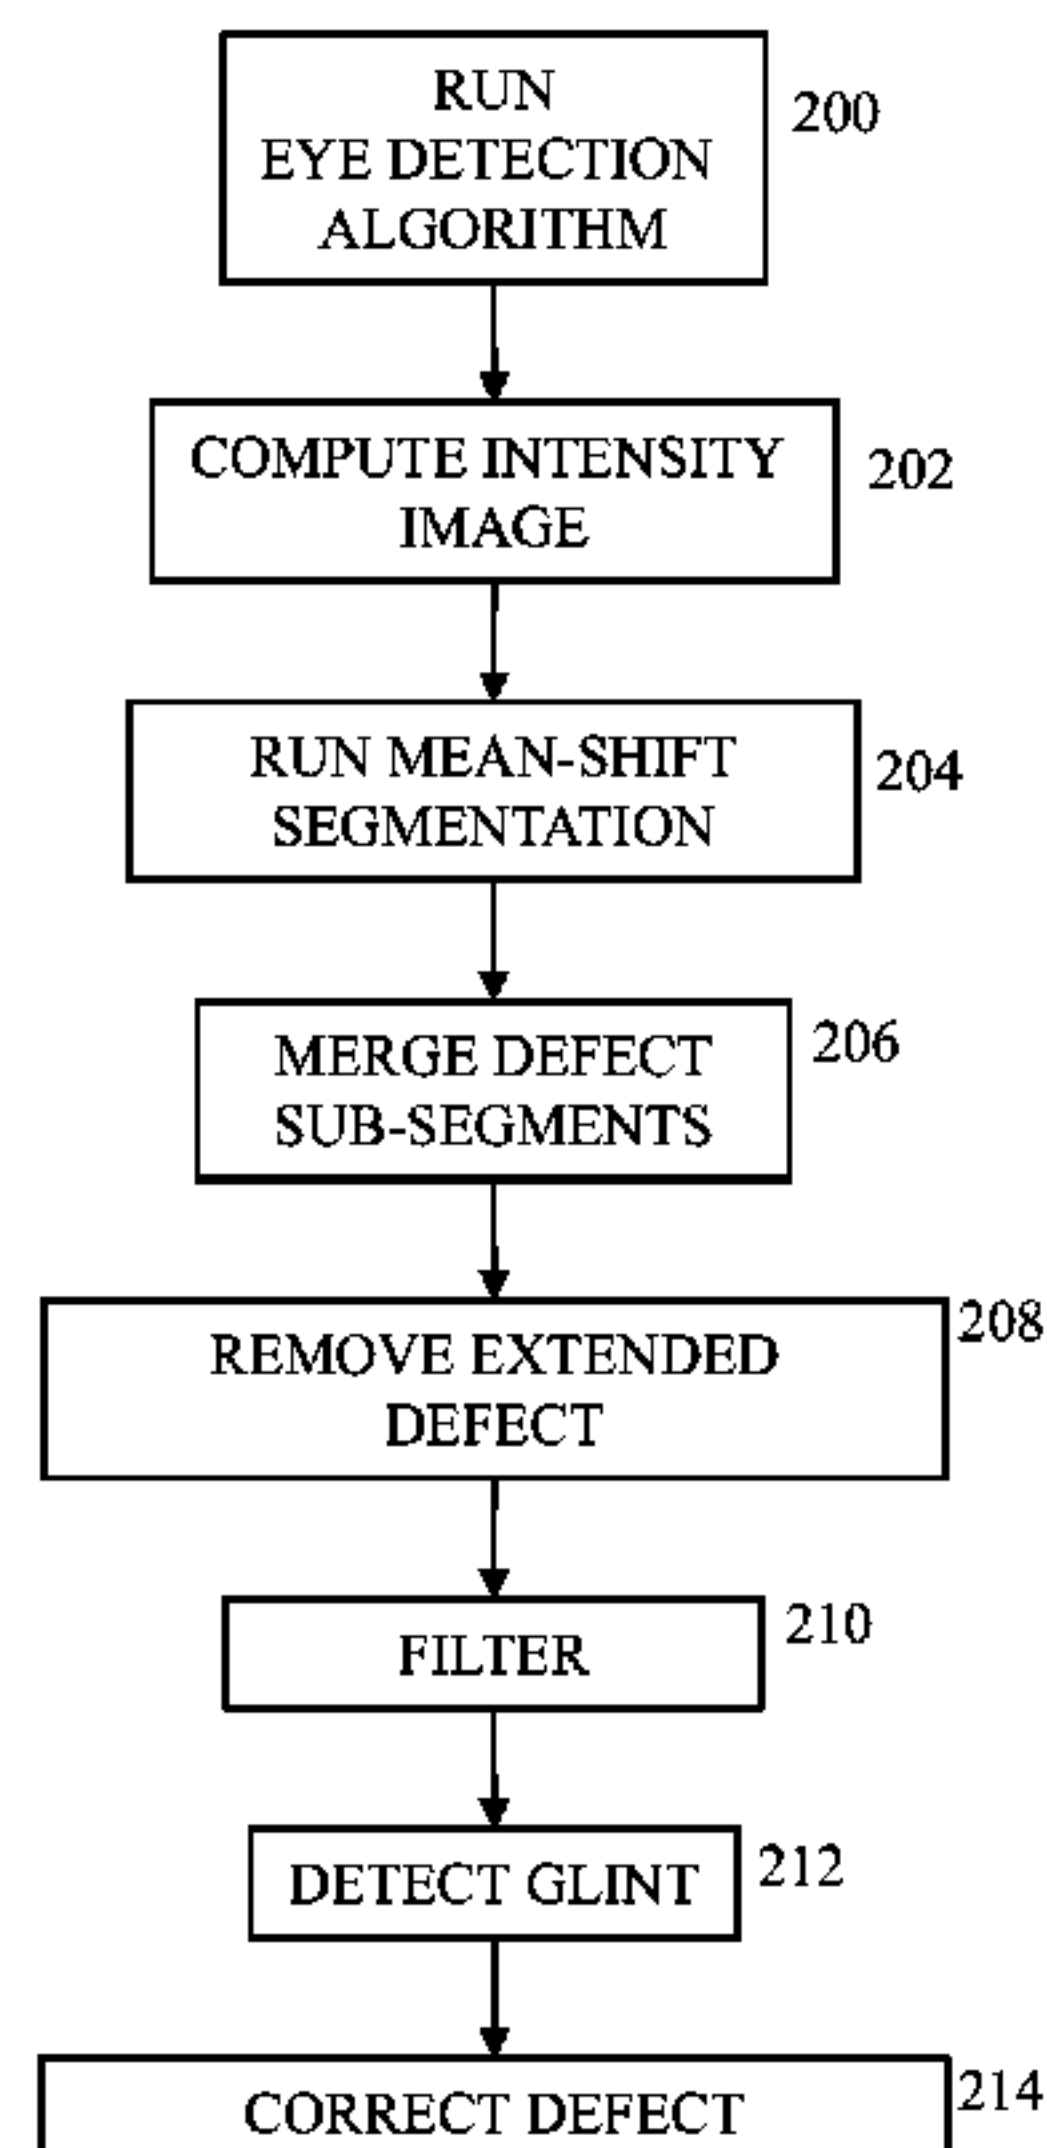 RUN
EYE DETECTION
ALGORITHM
200
COMPUTE INTENSITY
IMAGE
202
RUN MEAN-SHIFT
SEGMENTATION
204
MERGE DEFECT
SUB-SEGMENTS
206
REMOVE EXTENDED
DEFECT
208
FILTER
210
DETECT GLINT
212
CORRECT DEFECT
214